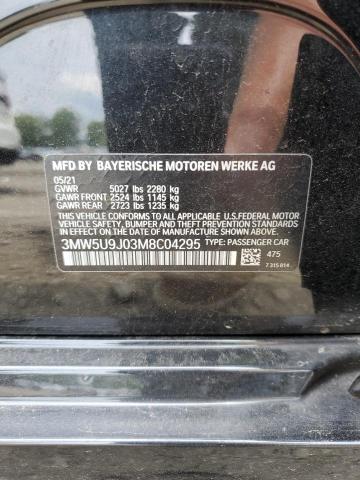 MFD BY BAYERISCHE MOTOREN WERKE AG
05/21
GVWR 5027 lbs 2280 kg
GAWR FRONT 2524 lbs 1145 kg
GAWR REAR 2723 lbs 1235 kg
THIS VEHICLE CONFORMS TO ALL APPLICABLE U.S.FEDERAL MOTOR
VEHICLE SAFETY, BUMPER, AND THEFT PREVENTION
STANDARDS IN EFFECT ON THE DATE OF MANUFACTURE SHOWN ABOVE.
3MW5U9J03M8C04295 TYPE: PASSENGER CAR
475
7 315 814